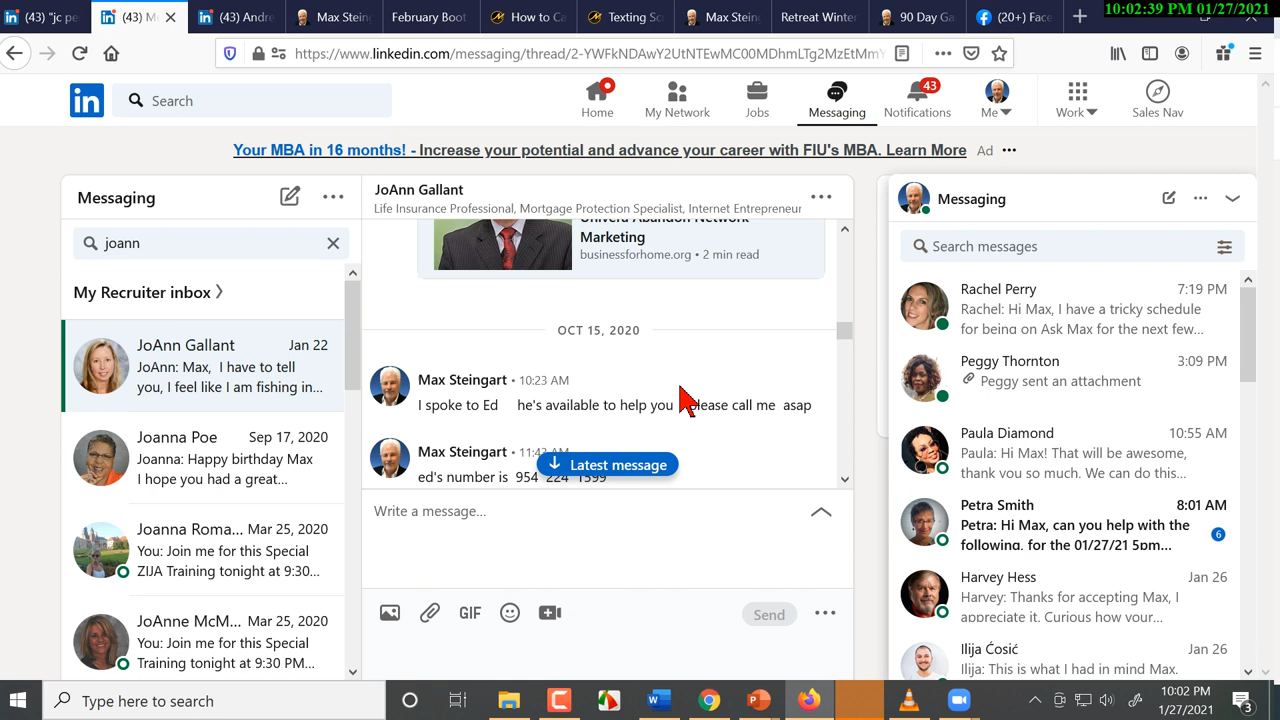 10:02:39 PM 01/27/2021
(43) "jc pe
(43) M
(43) Andre
Max Stein
February Boot
How to Ca
Texting Sc
Max Stein
Retreat Winter
90 Day Ga
(20+) Face
https://www.linkedin.com/messaging/thread/2-YWFkNDAwY2UtNTEwMC00MDhmLTg2MzEtMmY
in
Search
Home
My Network
Jobs
Messaging
43
Notifications
Me
Work
Sales Nav
Your MBA in 16 months! - Increase your potential and advance your career with FIU's MBA. Learn More
Ad
Messaging
joann
My Recruiter inbox
JoAnn Gallant Jan 22
JoAnn: Max, I have to tell
you, I feel like I am fishing in...
Joanna Poe Sep 17, 2020
Joanna: Happy birthday Max
I hope you had a great...
Joanna Roma... Mar 25, 2020
You: Join me for this Special
ZIJA Training tonight at 9:30...
JoAnne McM... Mar 25, 2020
You: Join me for this Special
Training tonight at 9:30 PM...
JoAnn Gallant
Life Insurance Professional, Mortgage Protection Specialist, Internet Entrepreneur
Univera Abandon Network
Marketing
businessforhome.org • 2 min read
OCT 15, 2020
Max Steingart • 10:23 AM
I spoke to Ed he's available to help you please call me asap
Max Steingart • 11:42 AM
Latest message
ed's number is 954 224 1599
Write a message...
GIF
Send
Messaging
Search messages
Rachel Perry 7:19 PM
Rachel: Hi Max, I have a tricky schedule
for being on Ask Max for the next few...
Peggy Thornton 3:09 PM
Peggy sent an attachment
Paula Diamond 10:55 AM
Paula: Hi Max! That will be awesome,
thank you so much. We can do this...
Petra Smith 8:01 AM
Petra: Hi Max, can you help with the
following, for the 01/27/21 5pm...
6
Harvey Hess Jan 26
Harvey: Thanks for accepting Max, I
appreciate it. Curious how your...
Ilija Ćosić Jan 26
Ilija: This is what I had in mind Max.
Type here to search
10:02 PM
1/27/2021
3